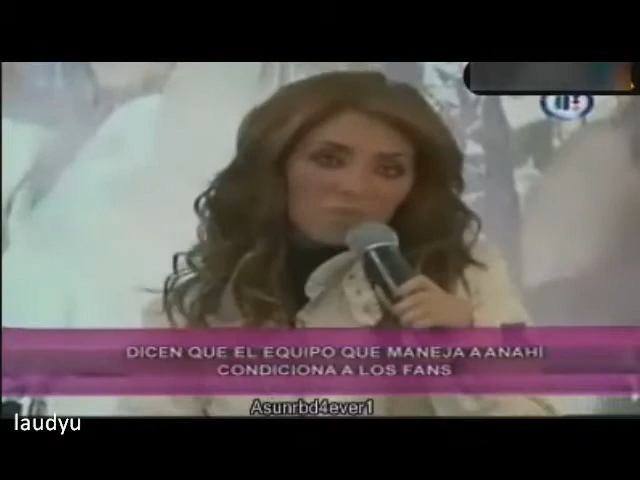 DICEN QUE EL EQUIPO QUE MANEJA A ANAHÍ
CONDICIONA A LOS FANS
Asunrbd4ever1
laudyu